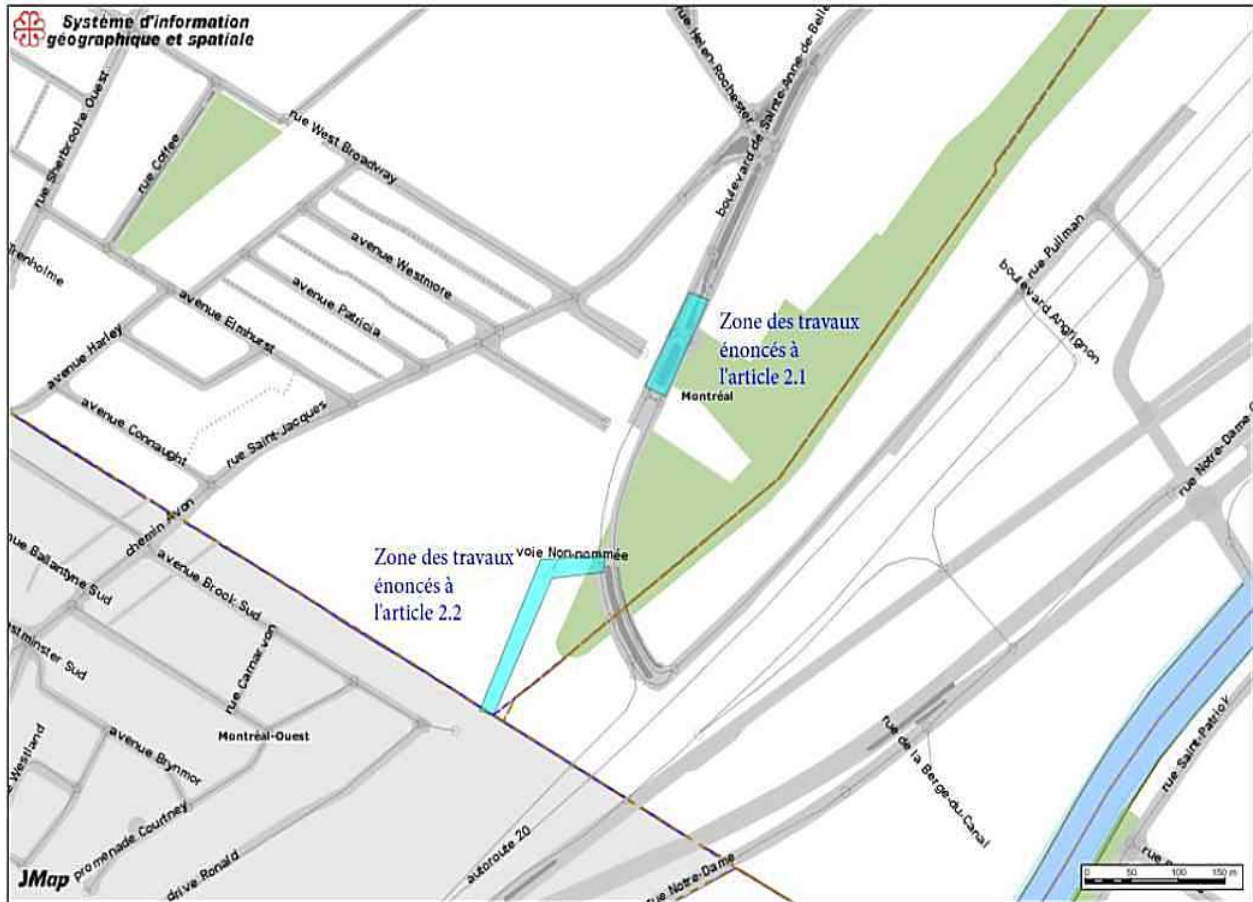 Système d'information
géographique et spatiale
rue Sherbrooke Ouest
rue Coffee
rue West Broadway
rue Helen-Rochester
boulevard de Sainte-Anne-de-Belle
Trenholme
avenue Westmore
avenue Patricia
avenue Elmhurst
avenue Harley
avenue Connaught
rue Saint-Jacques
chemin Avon
rue Pullman
boulevard Angrignon
Zone des travaux
énoncés à
l'article 2.1
Montréal
rue Notre-Dame O
voie Non-nommée
Zone des travaux
énoncés à
l'article 2.2
nue Ballantyne Sud
avenue Brook Sud
stminster Sud
rue Carnarvon
Montréal-Ouest
avenue Brynmor
e Westland
promenade Courtney
drive Ronald
autoroute 20
rue Notre-Dame
rue de la Berge-du-Canal
rue Saint-Patrick
rue
JMap
0 50 100 150 m